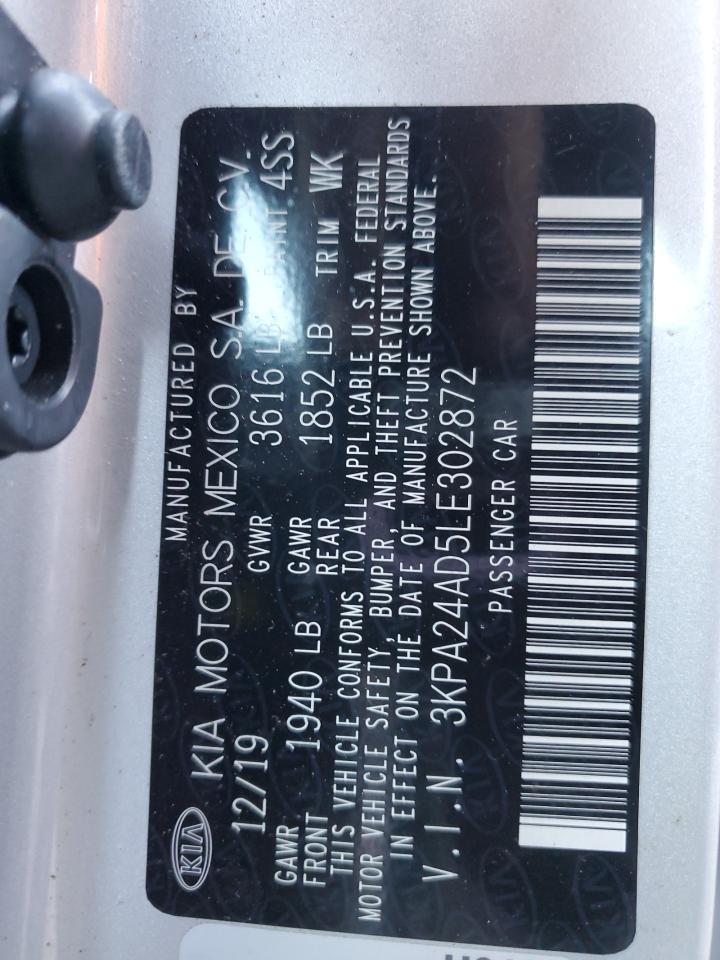 MANUFACTURED BY
KIA KIA MOTORS MEXICO S.A. DE C.V.
12/19 GVWR 3616 LB PAINT 4SS
GAWR FRONT 1940 LB GAWR REAR 1852 LB TRIM WK
THIS VEHICLE CONFORMS TO ALL APPLICABLE U.S.A. FEDERAL
MOTOR VEHICLE SAFETY, BUMPER, AND THEFT PREVENTION STANDARDS
IN EFFECT ON THE DATE OF MANUFACTURE SHOWN ABOVE.
V.I.N. 3KPA24AD5LE302872
PASSENGER CAR